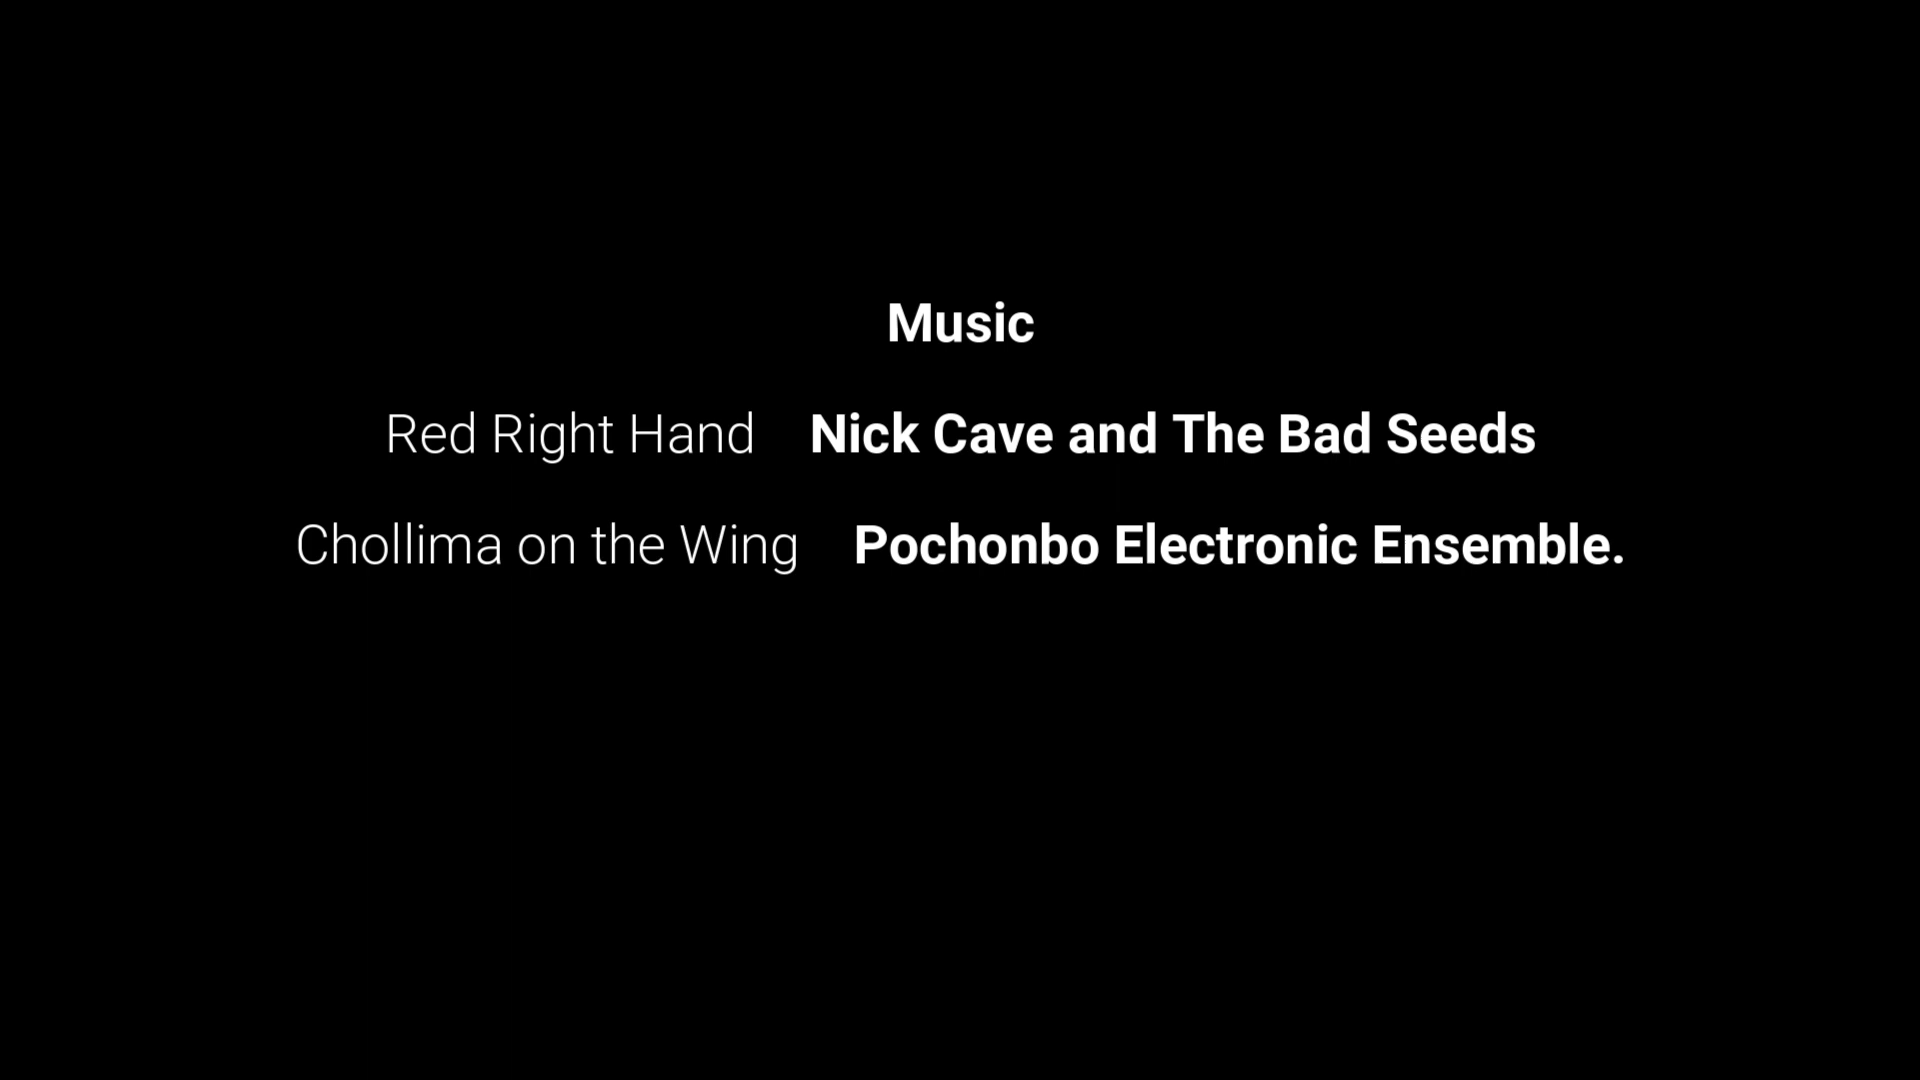 Music
Red Right Hand Nick Cave and The Bad Seeds
Chollima on the Wing Pochonbo Electronic Ensemble.